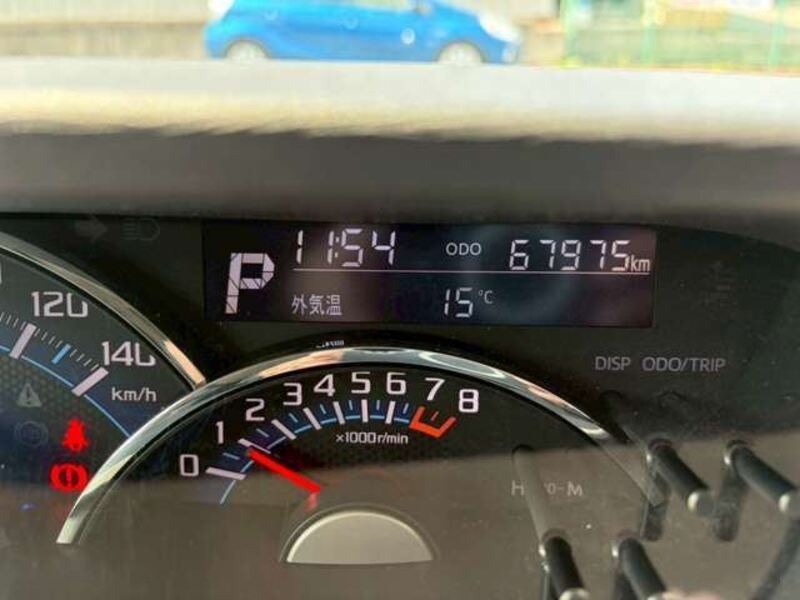 11:54 ODO 67975km
P
外気温 15℃
120
140
km/h
DISP ODO/TRIP
0 1 2 3 4 5 6 7 8
×1000r/min